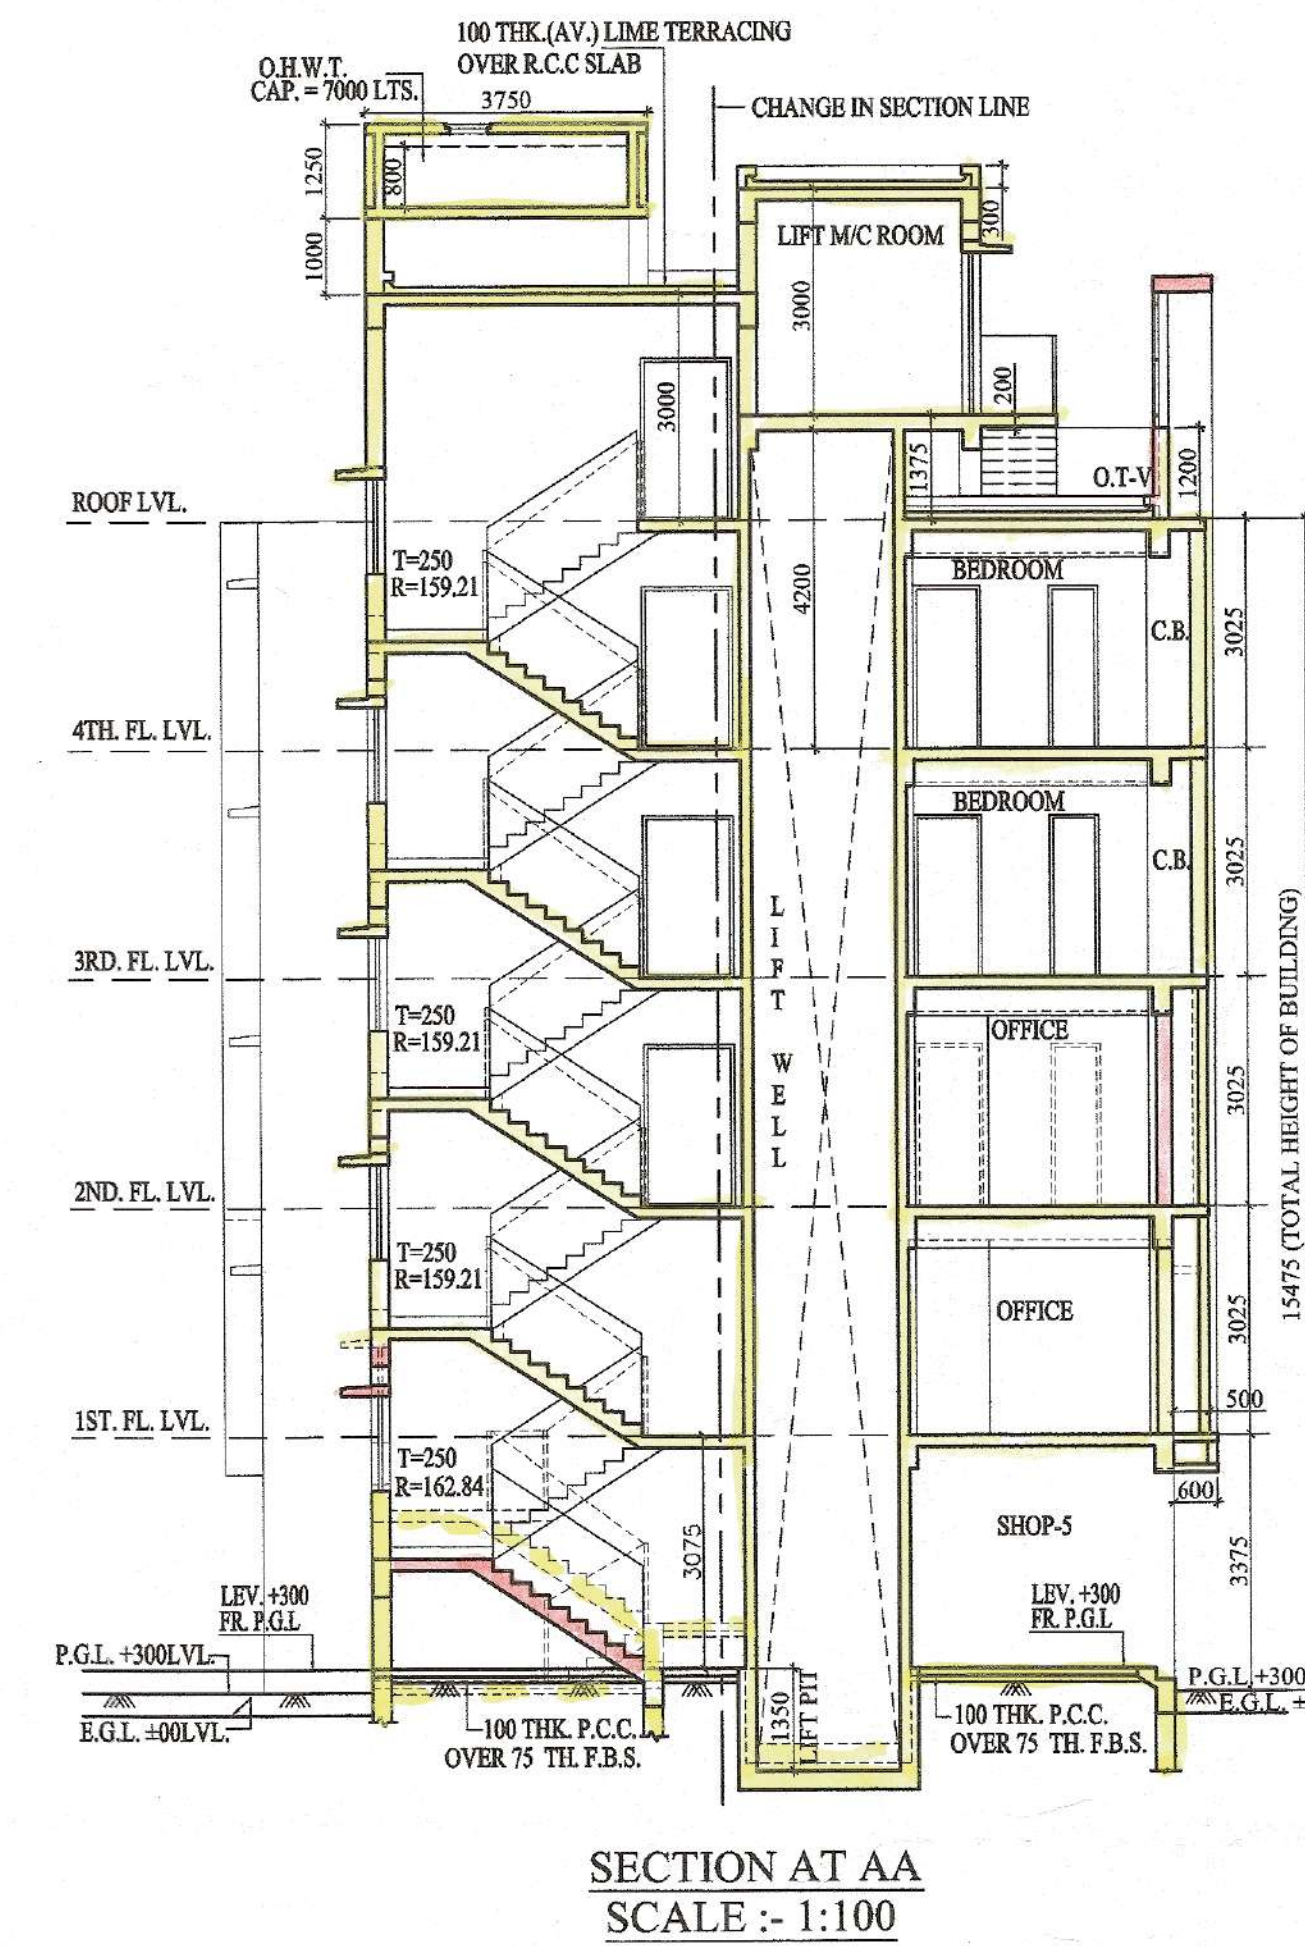 100 THK.(AV.) LIME TERRACING
OVER R.C.C SLAB
O.H.W.T.
CAP. = 7000 LTS.
3750
CHANGE IN SECTION LINE
1250
800
1000
LIFT M/C ROOM
300
3000
3000
200
1375
O.T-V
1200
ROOF LVL.
T=250
R=159.21
4200
BEDROOM
C.B.
3025
4TH. FL. LVL.
BEDROOM
C.B.
3025
15475 (TOTAL HEIGHT OF BUILDING)
LIFT WELL
3RD. FL. LVL.
T=250
R=159.21
OFFICE
3025
2ND. FL. LVL.
T=250
R=159.21
OFFICE
3025
500
1ST. FL. LVL.
T=250
R=162.84
600
3075
SHOP-5
3375
LEV. +300
FR. P.G.L
LEV. +300
FR. P.G.L
P.G.L. +300LVL.
E.G.L. ±00LVL.
P.G.L.+300
E.G.L. ±
1350
LIFT PIT
100 THK. P.C.C.
OVER 75 TH. F.B.S.
100 THK. P.C.C.
OVER 75 TH. F.B.S.
SECTION AT AA
SCALE :- 1:100